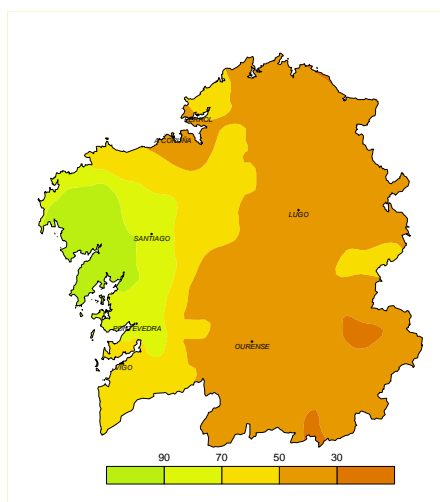 FERROL
A CORUÑA
LUGO
SANTIAGO
PONTEVEDRA
OURENSE
VIGO
90 70 50 30